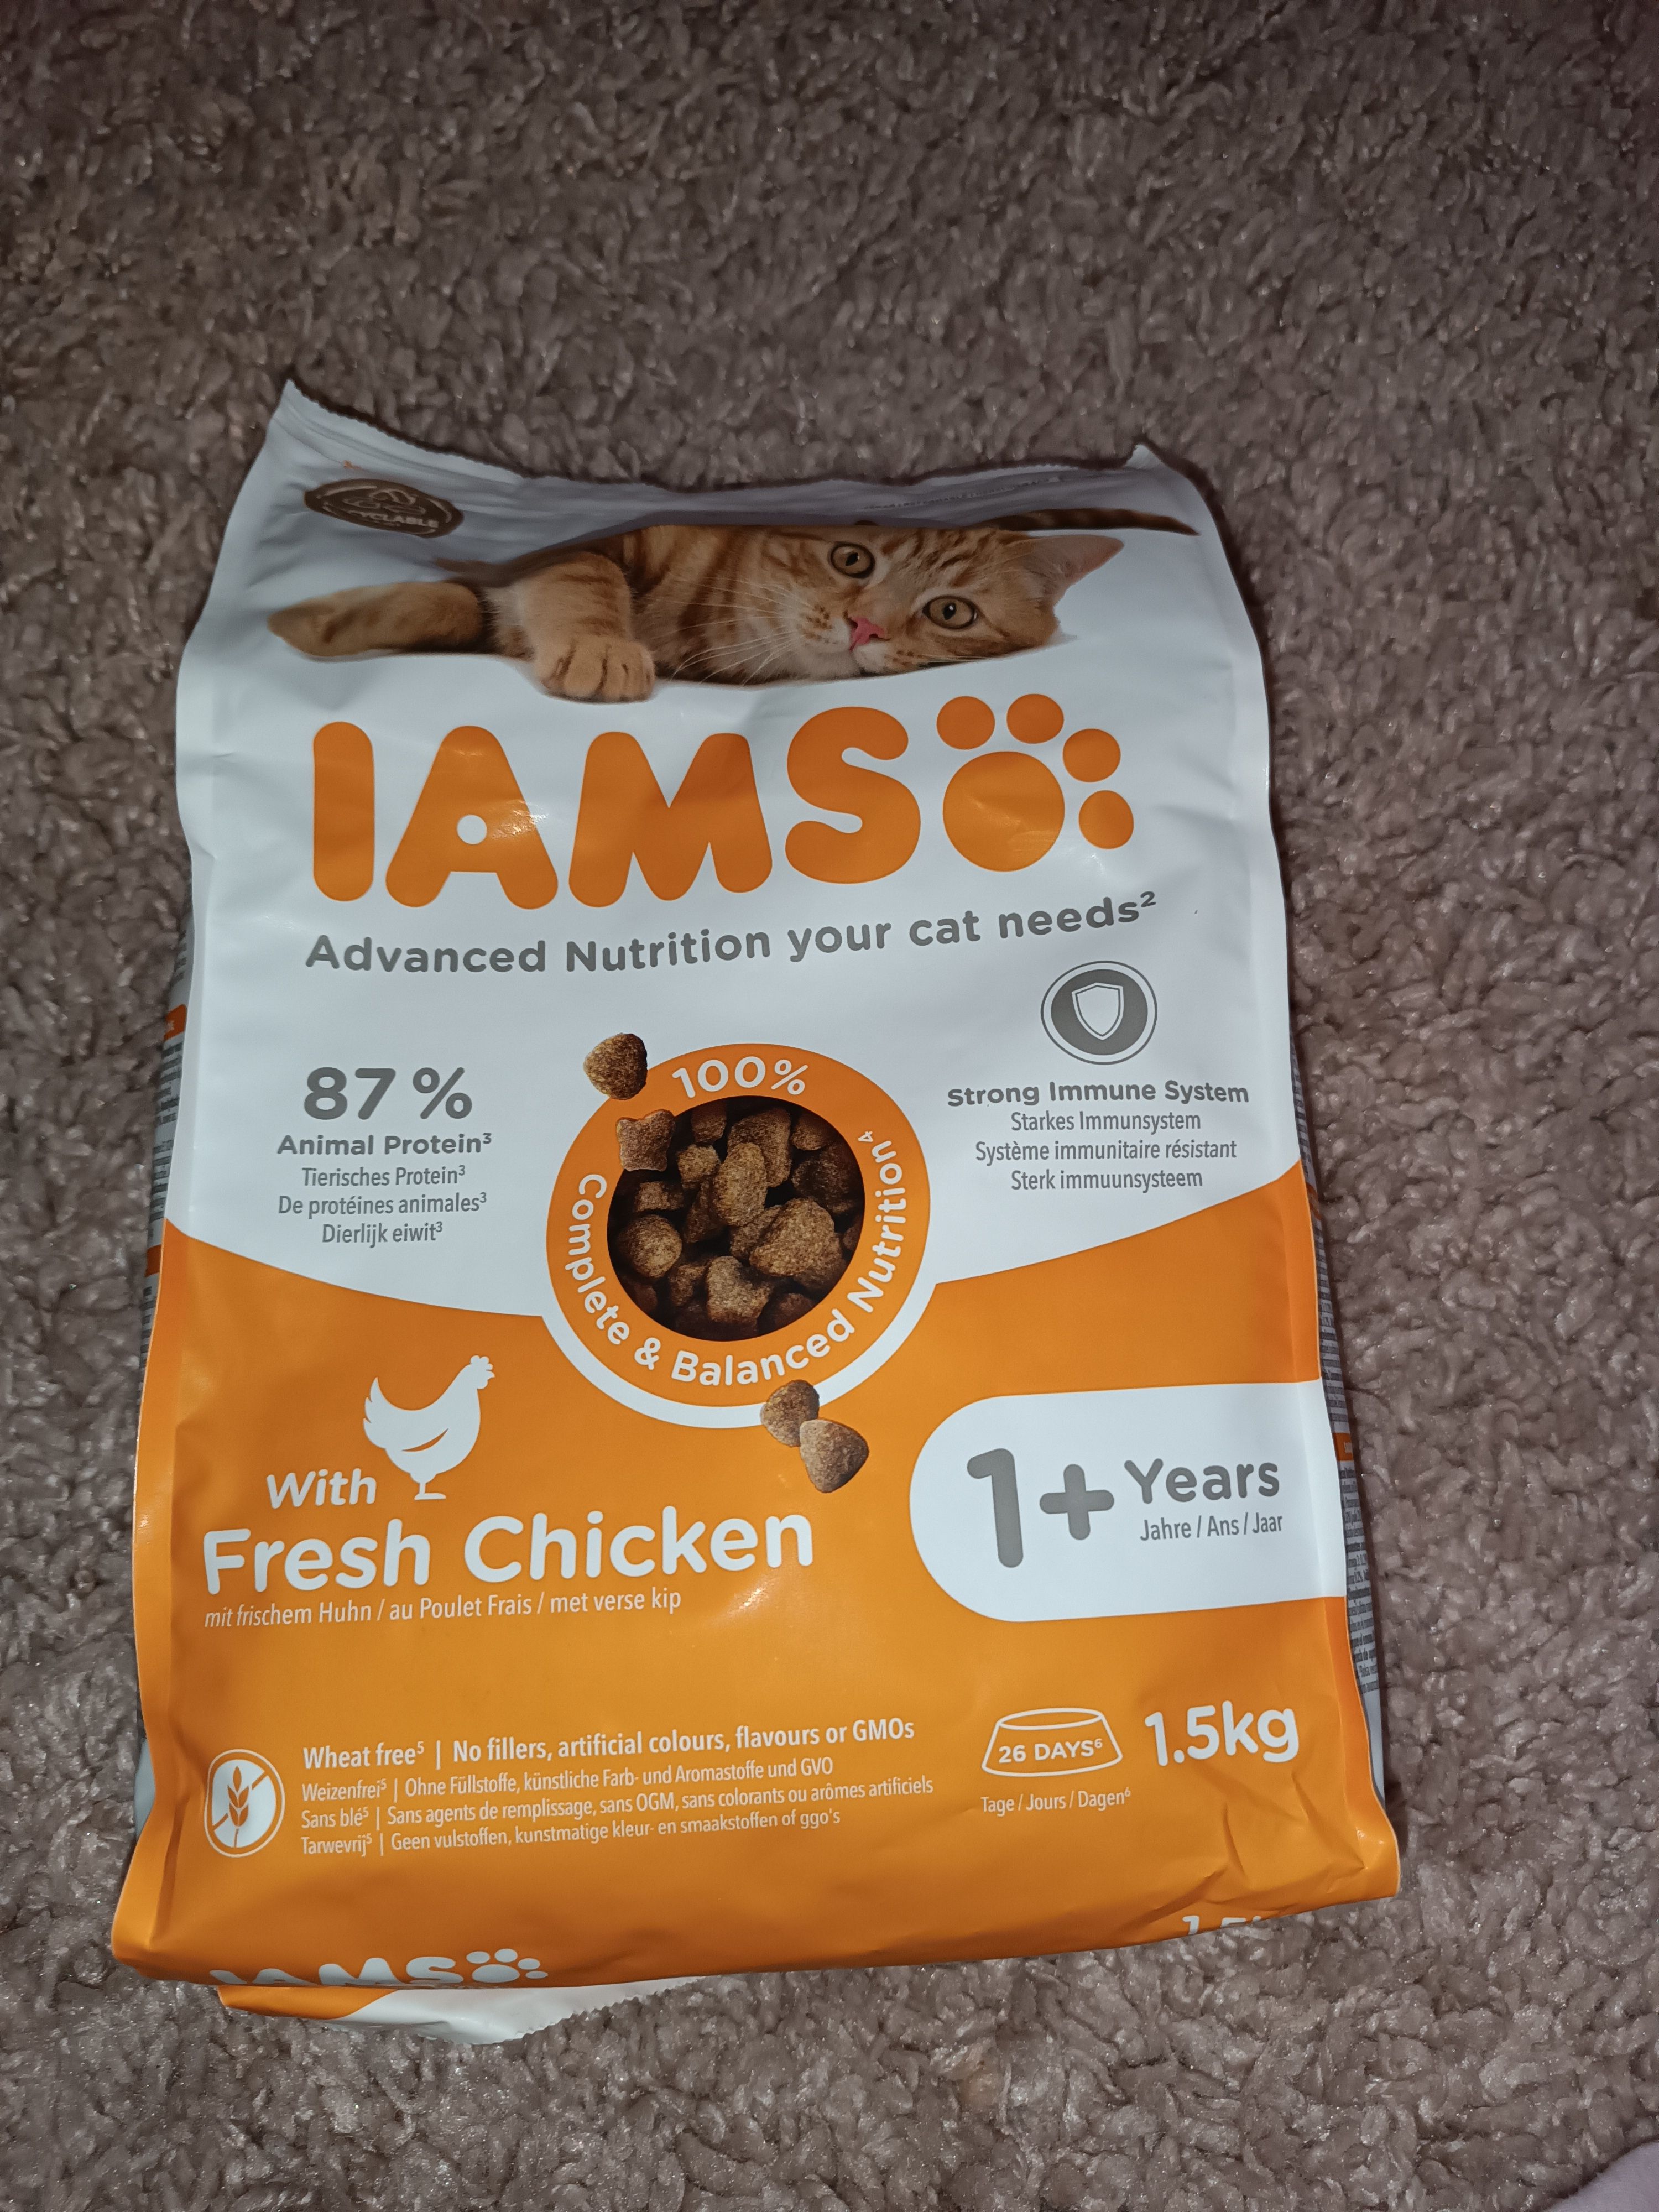 IAMS
Advanced Nutrition your cat needs²
87%
Animal Protein³
Tierisches Protein³
De protéines animales³
Dierlijk eiwit³
100%
Complete & Balanced Nutrition⁴
Strong Immune System
Starkes Immunsystem
Système immunitaire résistant
Sterk immuunsysteem
With
Fresh Chicken
mit frischem Huhn / au Poulet Frais / met verse kip
1+ Years
Jahre / Ans / Jaar
Wheat free⁵ | No fillers, artificial colours, flavours or GMOs
Weizenfrei⁵ | Ohne Füllstoffe, künstliche Farb- und Aromastoffe und GVO
Sans blé⁵ | Sans agents de remplissage, sans OGM, sans colorants ou arômes artificiels
Tarwevrij⁵ | Geen vulstoffen, kunstmatige kleur- en smaakstoffen of ggo's
26 DAYS⁶
Tage / Jours / Dagen⁶
1.5kg
IAMS